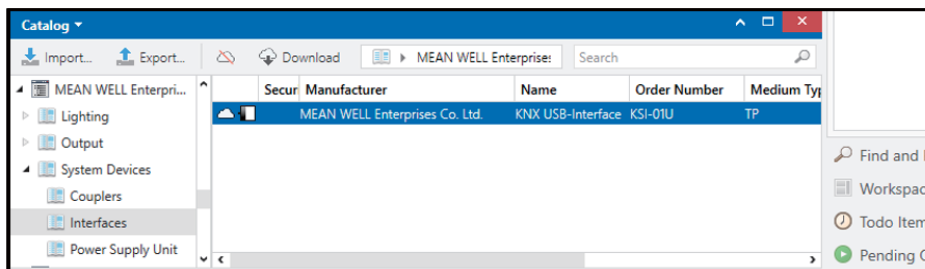 Catalog
Import... Export... Download MEAN WELL Enterprise: Search
MEAN WELL Enterpri... Secur Manufacturer Name Order Number Medium Typ
Lighting MEAN WELL Enterprises Co. Ltd. KNX USB-Interface KSI-01U TP
Output
System Devices Find and
Couplers Workspac
Interfaces Todo Item
Power Supply Unit Pending